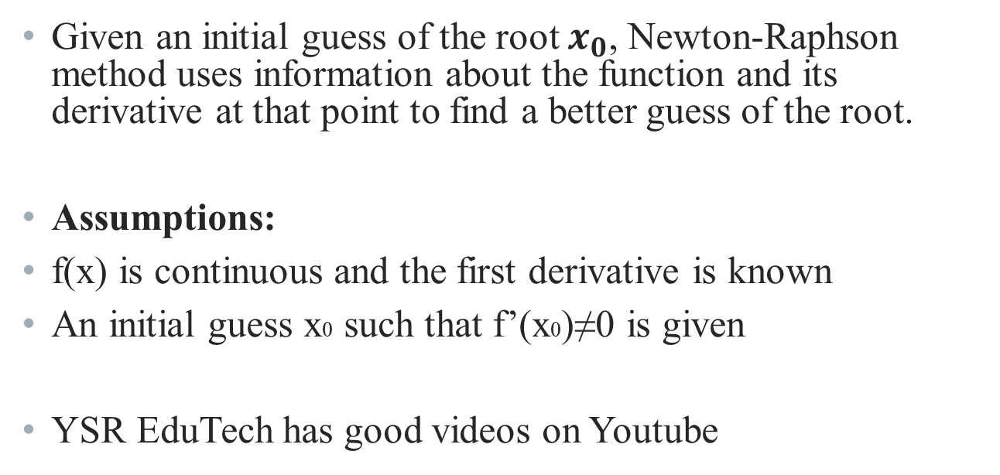 • Given an initial guess of the root x₀, Newton-Raphson
method uses information about the function and its
derivative at that point to find a better guess of the root.
• Assumptions:
• f(x) is continuous and the first derivative is known
• An initial guess x₀ such that f’(x₀)≠0 is given
• YSR EduTech has good videos on Youtube